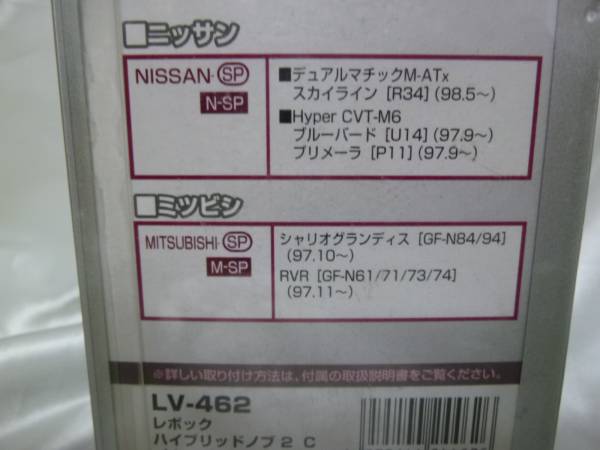 ■ニッサン
NISSAN-SP
N-SP
■デュアルマチックM-ATx
スカイライン [R34] (98.5～)
■Hyper CVT-M6
ブルーバード [U14] (97.9～)
プリメーラ [P11] (97.9～)
■ミツビシ
MITSUBISHI-SP
M-SP
シャリオグランディス [GF-N84/94]
(97.10～)
RVR [GF-N61/71/73/74]
(97.11～)
※詳しい取り付け方法は、付属の取扱説明書をご覧ください。
LV-462
レボック
ハイブリッドノブ 2 C